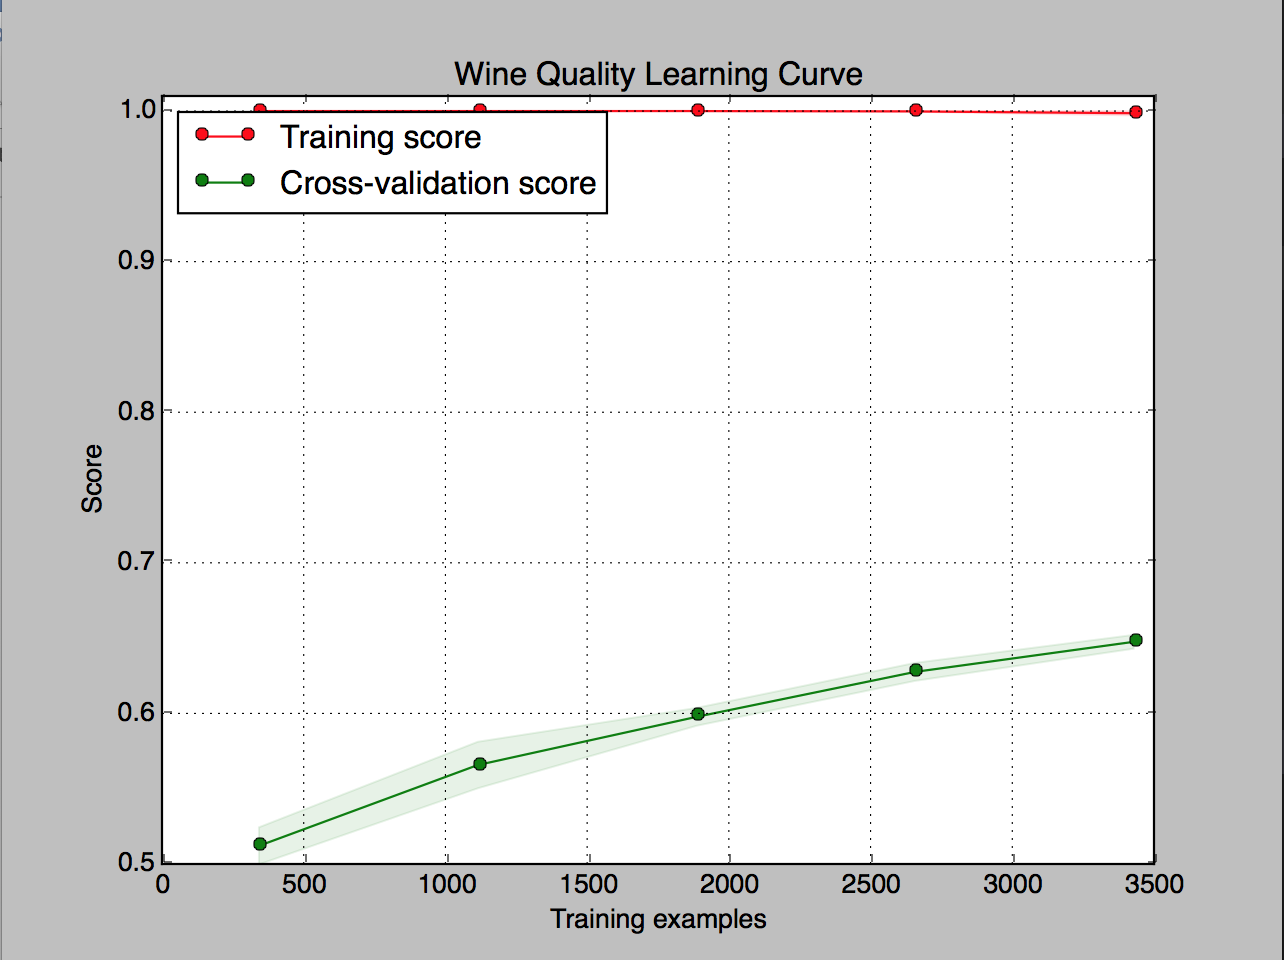 Wine Quality Learning Curve
1.0
Training score
Cross-validation score
0.9
0.8
Score
0.7
0.6
0.5
0 500 1000 1500 2000 2500 3000 3500
Training examples